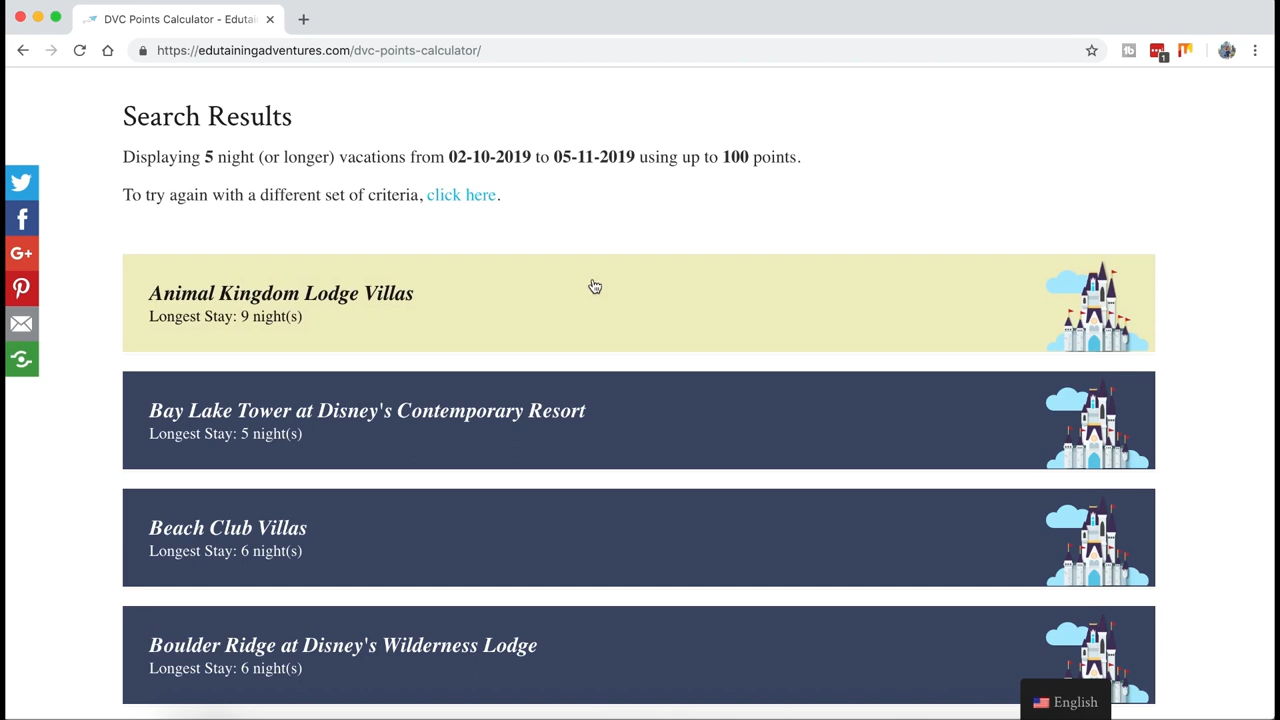 DVC Points Calculator - Edutai
https://edutainingadventures.com/dvc-points-calculator/
tb
1
Search Results
Displaying 5 night (or longer) vacations from 02-10-2019 to 05-11-2019 using up to 100 points.
To try again with a different set of criteria, click here.
G+
Animal Kingdom Lodge Villas
Longest Stay: 9 night(s)
Bay Lake Tower at Disney's Contemporary Resort
Longest Stay: 5 night(s)
Beach Club Villas
Longest Stay: 6 night(s)
Boulder Ridge at Disney's Wilderness Lodge
Longest Stay: 6 night(s)
English